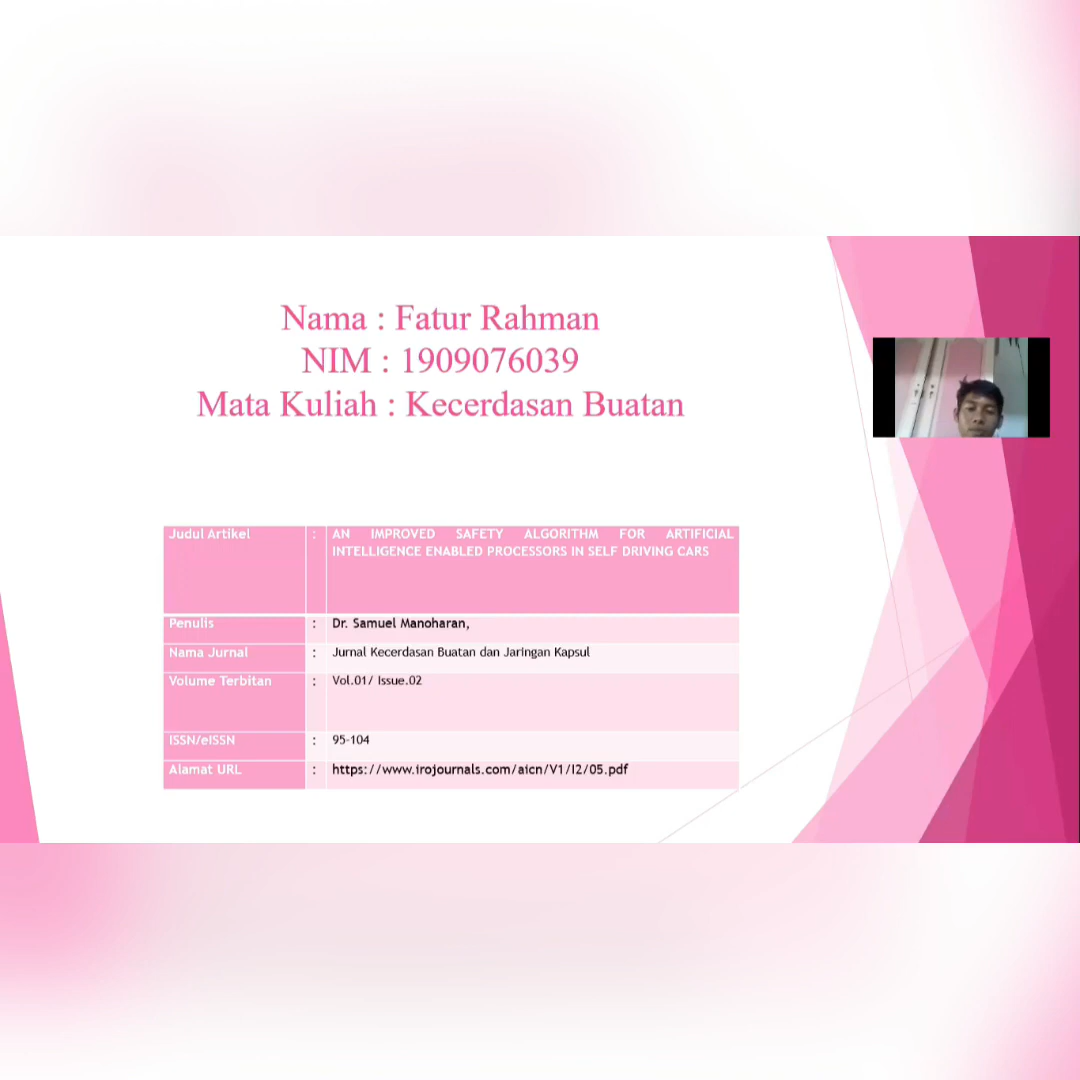 Nama : Fatur Rahman
NIM : 1909076039
Mata Kuliah : Kecerdasan Buatan
Judul Artikel : AN IMPROVED SAFETY ALGORITHM FOR ARTIFICIAL
INTELLIGENCE ENABLED PROCESSORS IN SELF DRIVING CARS
Penulis : Dr. Samuel Manoharan,
Nama Jurnal : Jurnal Kecerdasan Buatan dan Jaringan Kapsul
Volume Terbitan : Vol.01/ Issue.02
ISSN/eISSN : 95-104
Alamat URL : https://www.irojournals.com/aicn/V1/I2/05.pdf